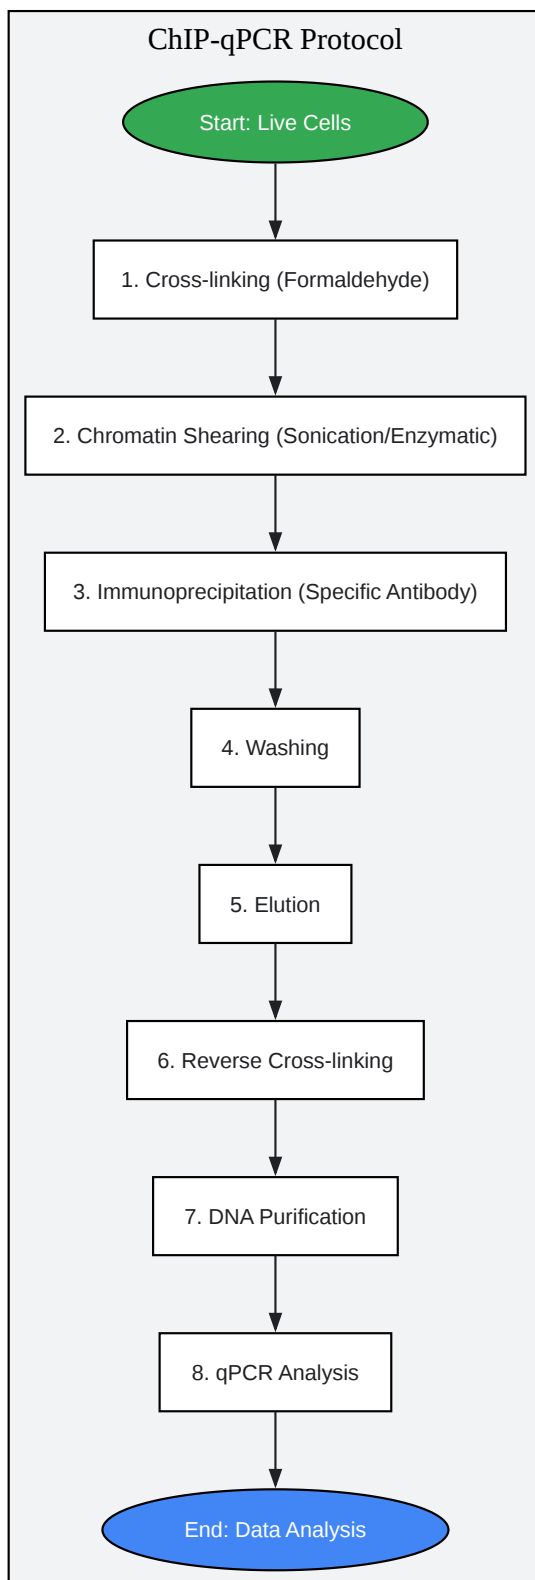 ChIP-qPCR Protocol
Start: Live Cells
1. Cross-linking (Formaldehyde)
2. Chromatin Shearing (Sonication/Enzymatic)
3. Immunoprecipitation (Specific Antibody)
4. Washing
5. Elution
6. Reverse Cross-linking
7. DNA Purification
8. qPCR Analysis
End: Data Analysis